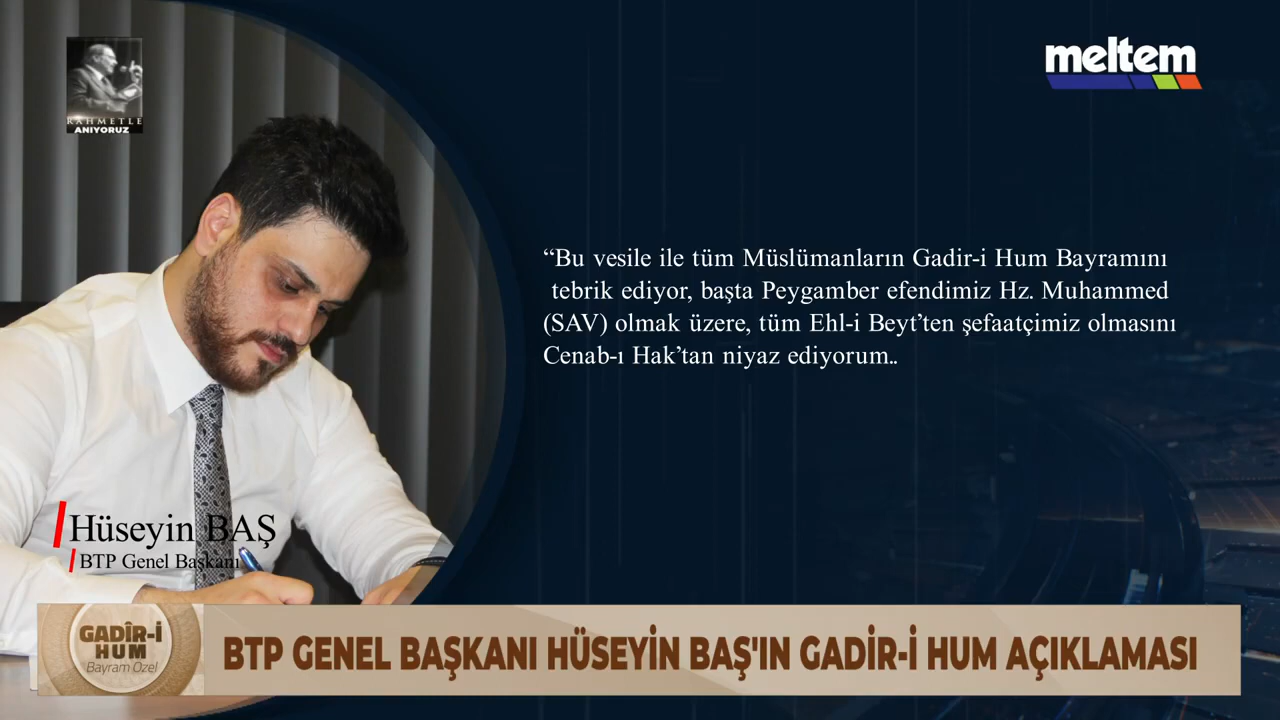 RAHMETLE
ANIYORUZ
meltem
“Bu vesile ile tüm Müslümanların Gadir-i Hum Bayramını
tebrik ediyor, başta Peygamber efendimiz Hz. Muhammed
(SAV) olmak üzere, tüm Ehl-i Beyt’ten şefaatçimiz olmasını
Cenab-ı Hak’tan niyaz ediyorum..
Hüseyin BAŞ
BTP Genel Başkanı
GADÎR-İ
HUM
Bayram Özel
BTP GENEL BAŞKANI HÜSEYİN BAŞ'IN GADİR-İ HUM AÇIKLAMASI